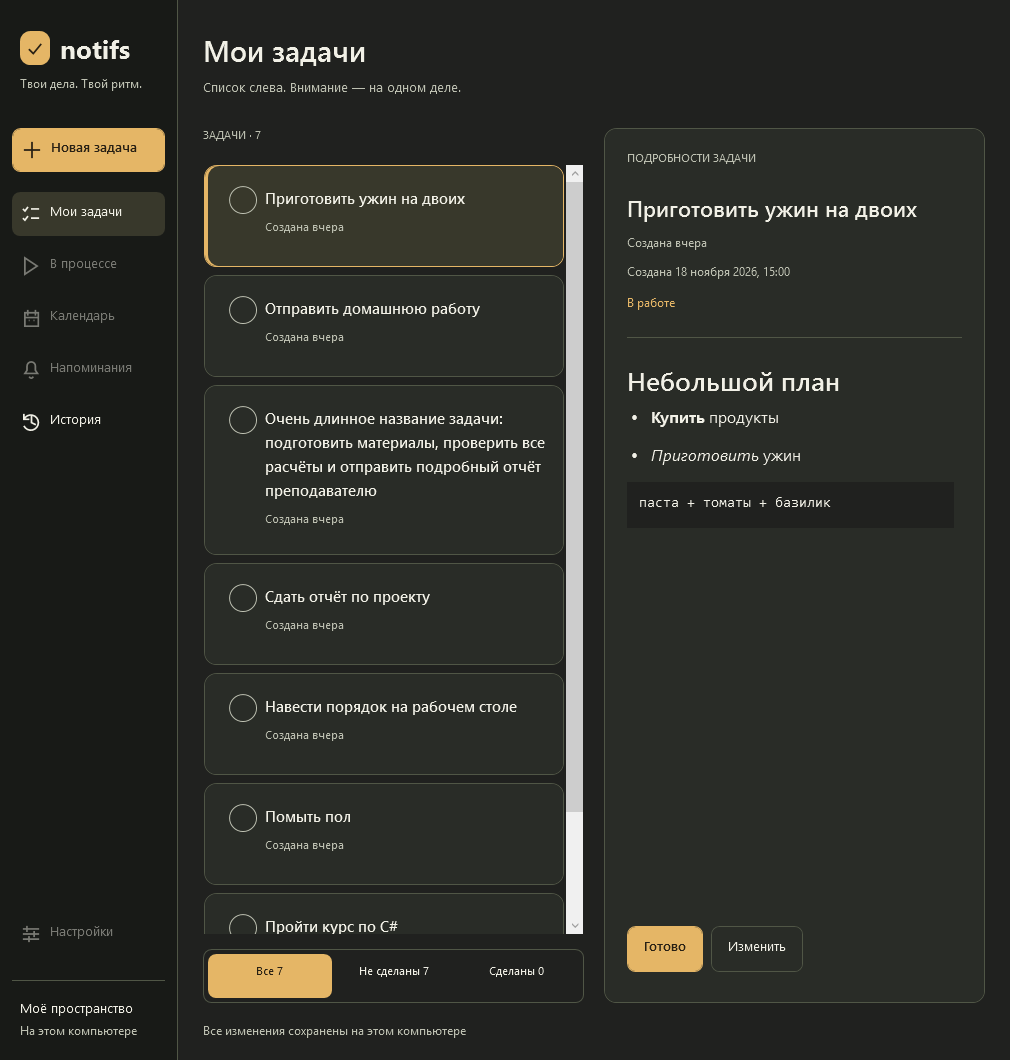 notifs
Твои дела. Твой ритм.
Новая задача
Мои задачи
В процессе
Календарь
Напоминания
История
Настройки
Моё пространство
На этом компьютере
Мои задачи
Список слева. Внимание — на одном деле.
ЗАДАЧИ · 7
Приготовить ужин на двоих
Создана вчера
Отправить домашнюю работу
Создана вчера
Очень длинное название задачи:
подготовить материалы, проверить все
расчёты и отправить подробный отчёт
преподавателю
Создана вчера
Сдать отчёт по проекту
Создана вчера
Навести порядок на рабочем столе
Создана вчера
Помыть пол
Создана вчера
Пройти курс по C#
Все 7
Не сделаны 7
Сделаны 0
Все изменения сохранены на этом компьютере
ПОДРОБНОСТИ ЗАДАЧИ
Приготовить ужин на двоих
Создана вчера
Создана 18 ноября 2026, 15:00
В работе
Небольшой план
• Купить продукты
• Приготовить ужин
паста + томаты + базилик
Готово
Изменить